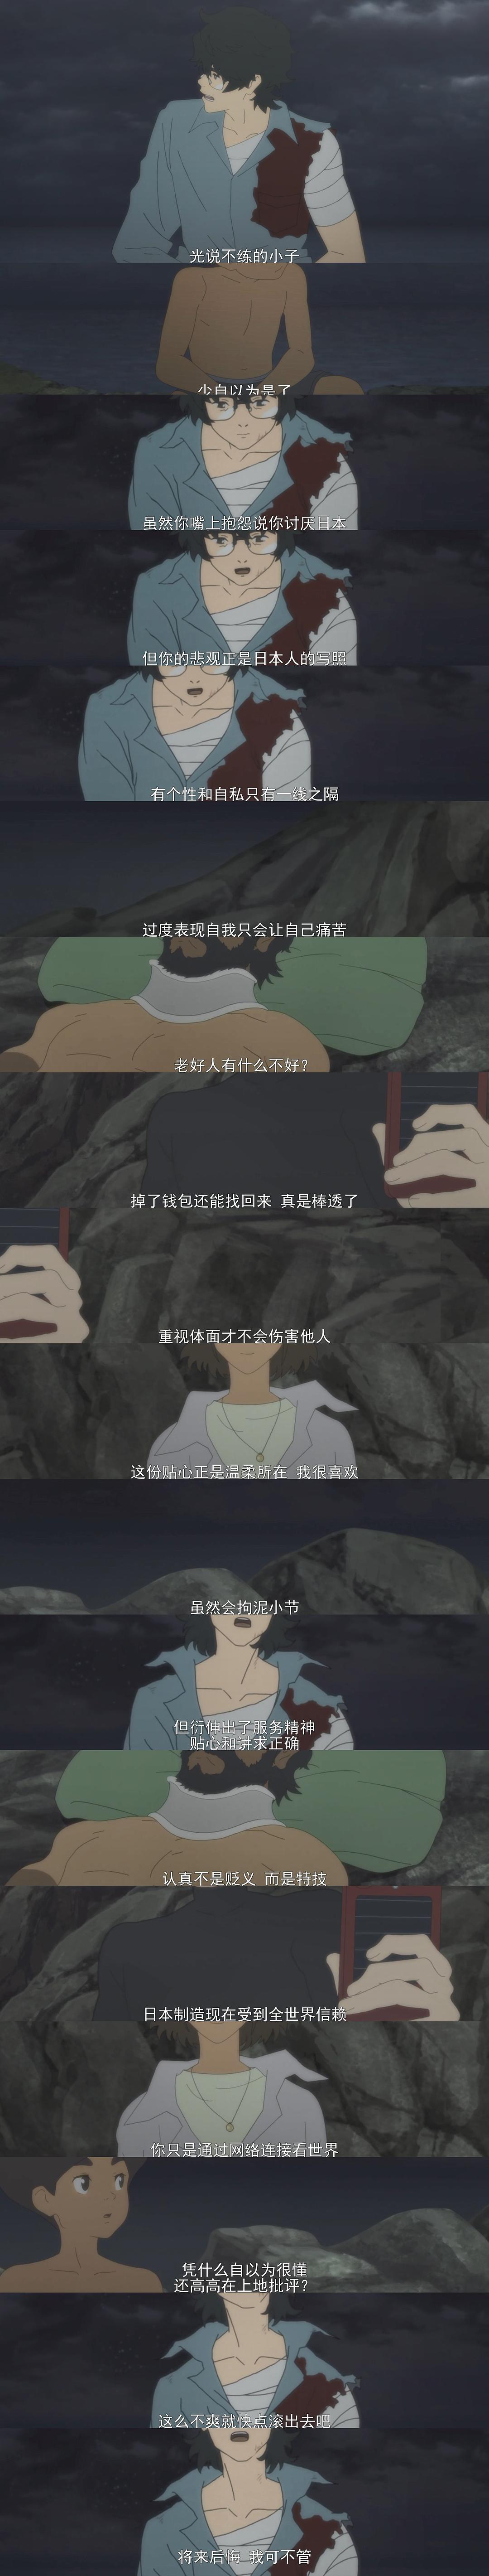 光说不练的小子
少自以为是了
虽然你嘴上抱怨说你讨厌日本
但你的悲观正是日本人的写照
有个性和自私只有一线之隔
过度表现自我只会让自己痛苦
老好人有什么不好?
掉了钱包还能找回来 真是棒透了
重视体面才不会伤害他人
这份贴心正是温柔所在 我很喜欢
虽然会拘泥小节
但衍伸出了服务精神
贴心和讲求正确
认真不是贬义 而是特技
日本制造现在受到全世界信赖
你只是通过网络连接看世界
凭什么自以为很懂
还高高在上地批评?
这么不爽就快点滚出去吧
将来后悔 我可不管